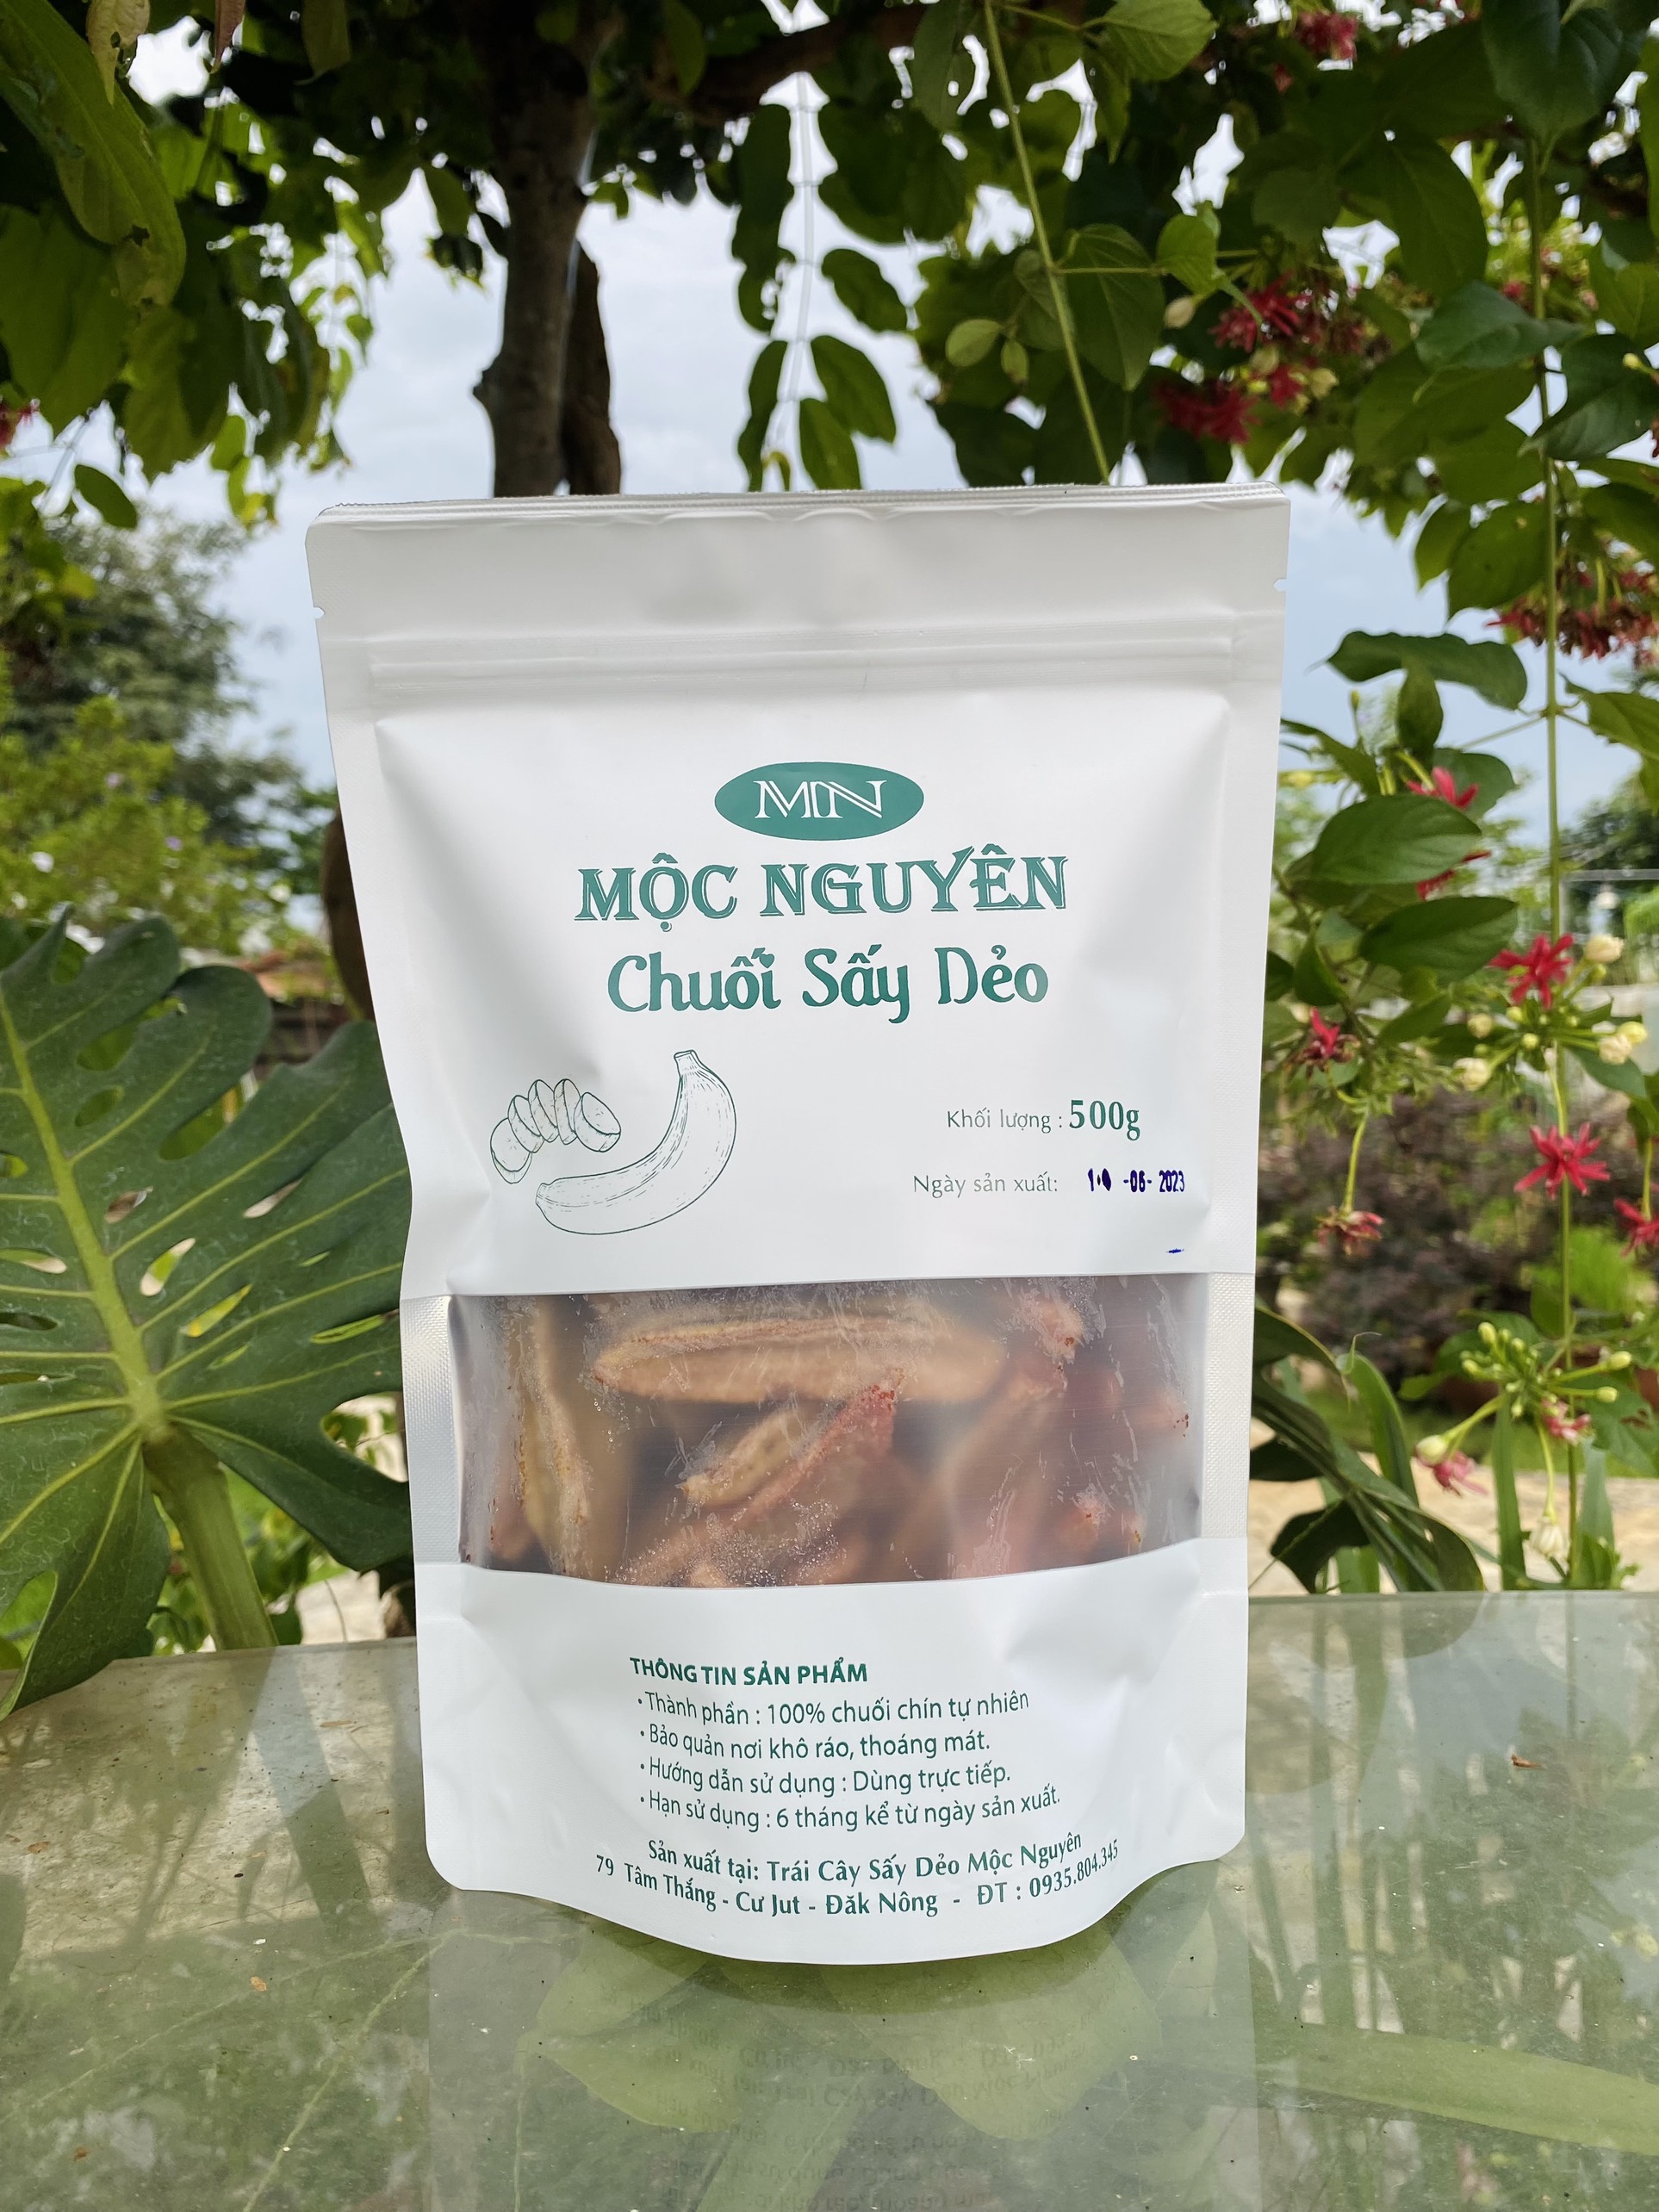 MN
MỘC NGUYÊN
Chuối Sấy Dẻo
Khối lượng : 500g
Ngày sản xuất: -06- 2023
THÔNG TIN SẢN PHẨM
• Thành phần : 100% chuối chín tự nhiên
• Bảo quản nơi khô ráo, thoáng mát.
• Hướng dẫn sử dụng : Dùng trực tiếp.
• Hạn sử dụng : 6 tháng kể từ ngày sản xuất.
Sản xuất tại: Trái Cây Sấy Dẻo Mộc Nguyên
79 Tâm Thắng - Cư Jut - Đăk Nông - ĐT : 0935.804.345